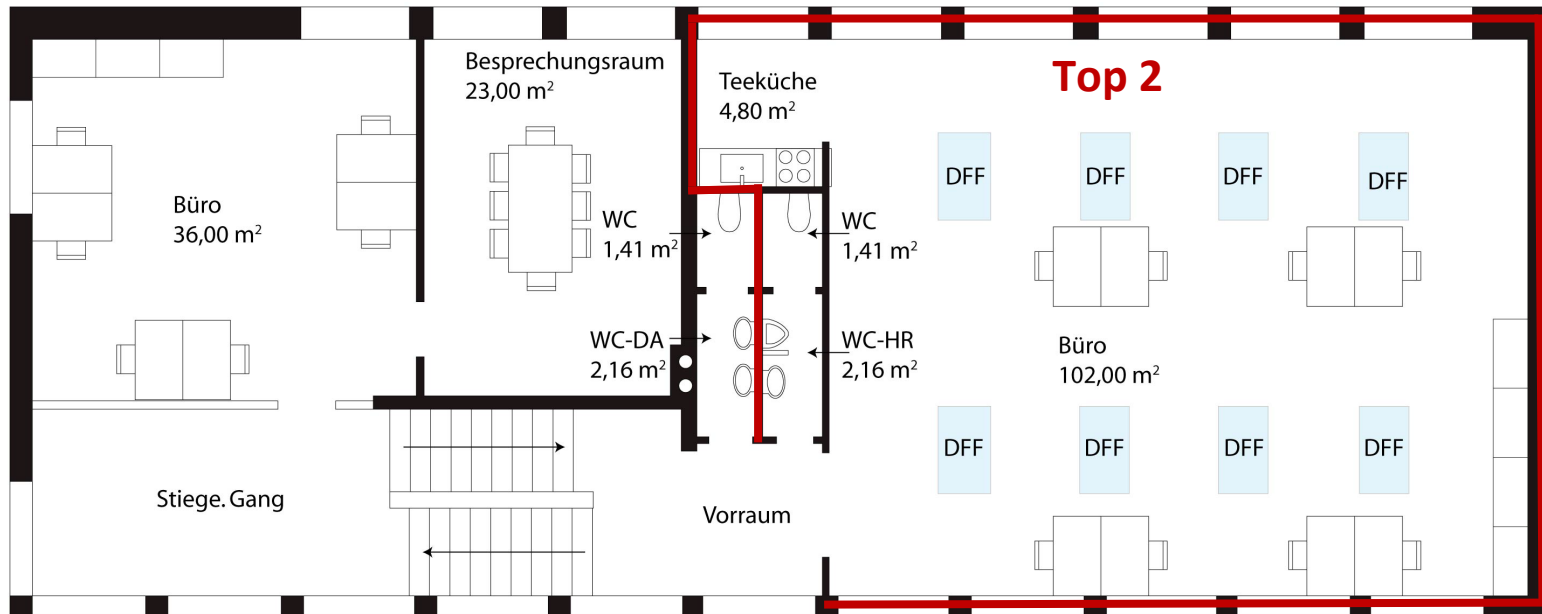 Besprechungsraum
23,00 m²
Teeküche
4,80 m²
Top 2
DFF
DFF
DFF
DFF
Büro
36,00 m²
WC
1,41 m²
WC
1,41 m²
WC-DA
2,16 m²
WC-HR
2,16 m²
Büro
102,00 m²
DFF
DFF
DFF
DFF
Stiege. Gang
Vorraum